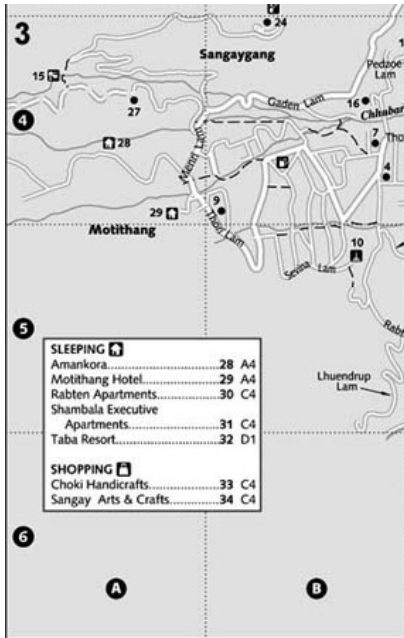 3
24
Sangaygang
Pedzoe
Lam
15
27
Gaden Lam
16
Chhubar
4
7
Tho
28
Menri Lam
4
29
9
Thori Lam
Motithang
10
Sevina Lam
5
Rabt
SLEEPING
Amankora 28 A4
Motithang Hotel 29 A4
Rabten Apartments 30 C4
Shambala Executive
Apartments 31 C4
Taba Resort 32 D1
SHOPPING
Choki Handicrafts 33 C4
Sangay Arts & Crafts 34 C4
Lhuendrup
Lam
6
A
B